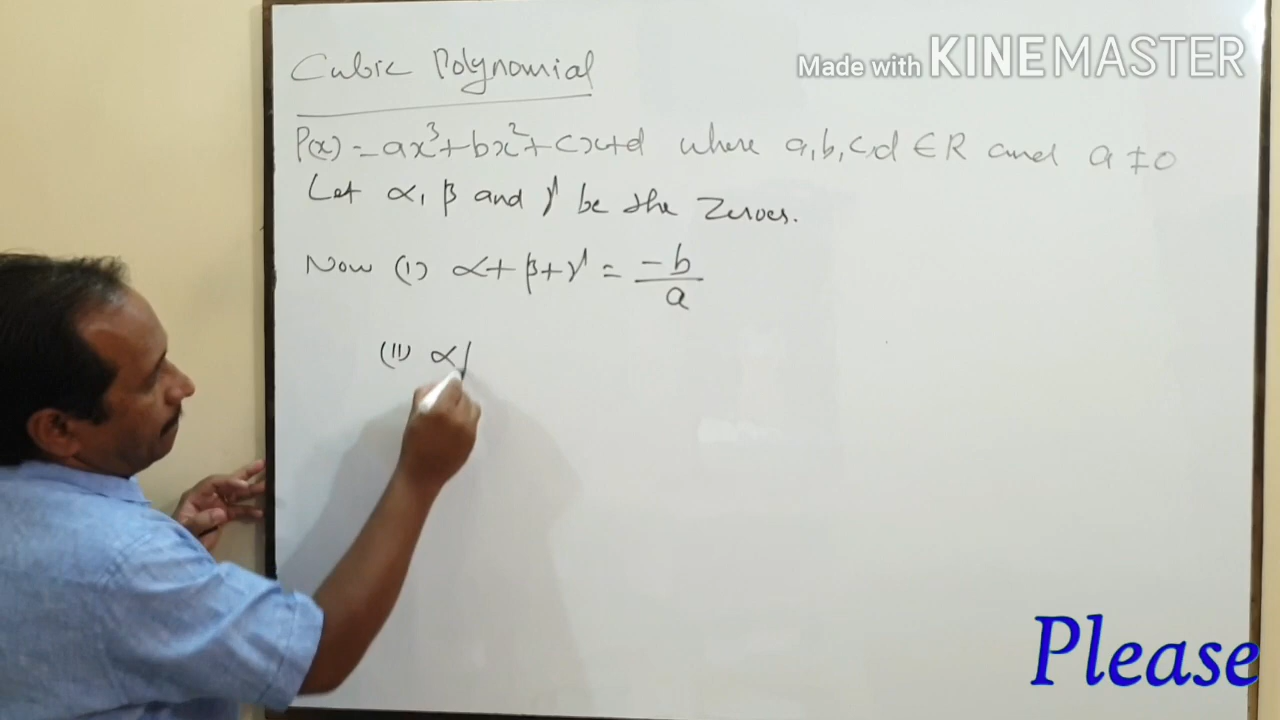 Made with KINEMASTER
Cubic Polynomial
P(x) = ax³ + bx² + cx + d where a, b, c, d ∈ R and a ≠ 0
Let α, β and γ be the Zeroes.
Now (I) α + β + γ = -b/a
(II) α
Please